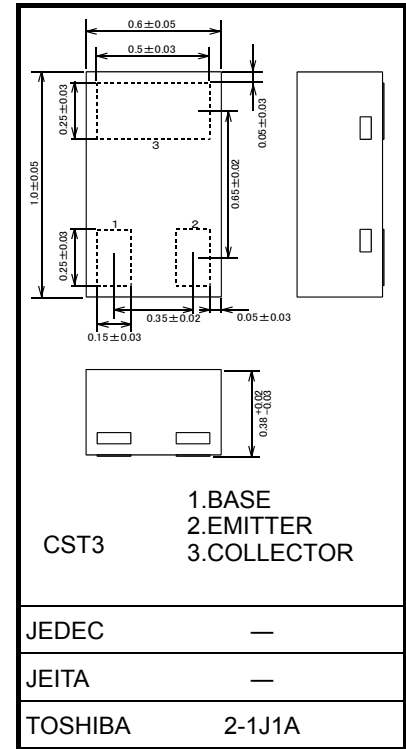 0.6±0.05
0.5±0.03
0.25±0.03
0.05±0.03
3
1.0±0.05
0.65±0.02
1
2
0.25±0.03
0.35±0.02
0.05±0.03
0.15±0.03
0.38 +0.02 -0.03
CST3
1.BASE
2.EMITTER
3.COLLECTOR
JEDEC —
JEITA —
TOSHIBA 2-1J1A